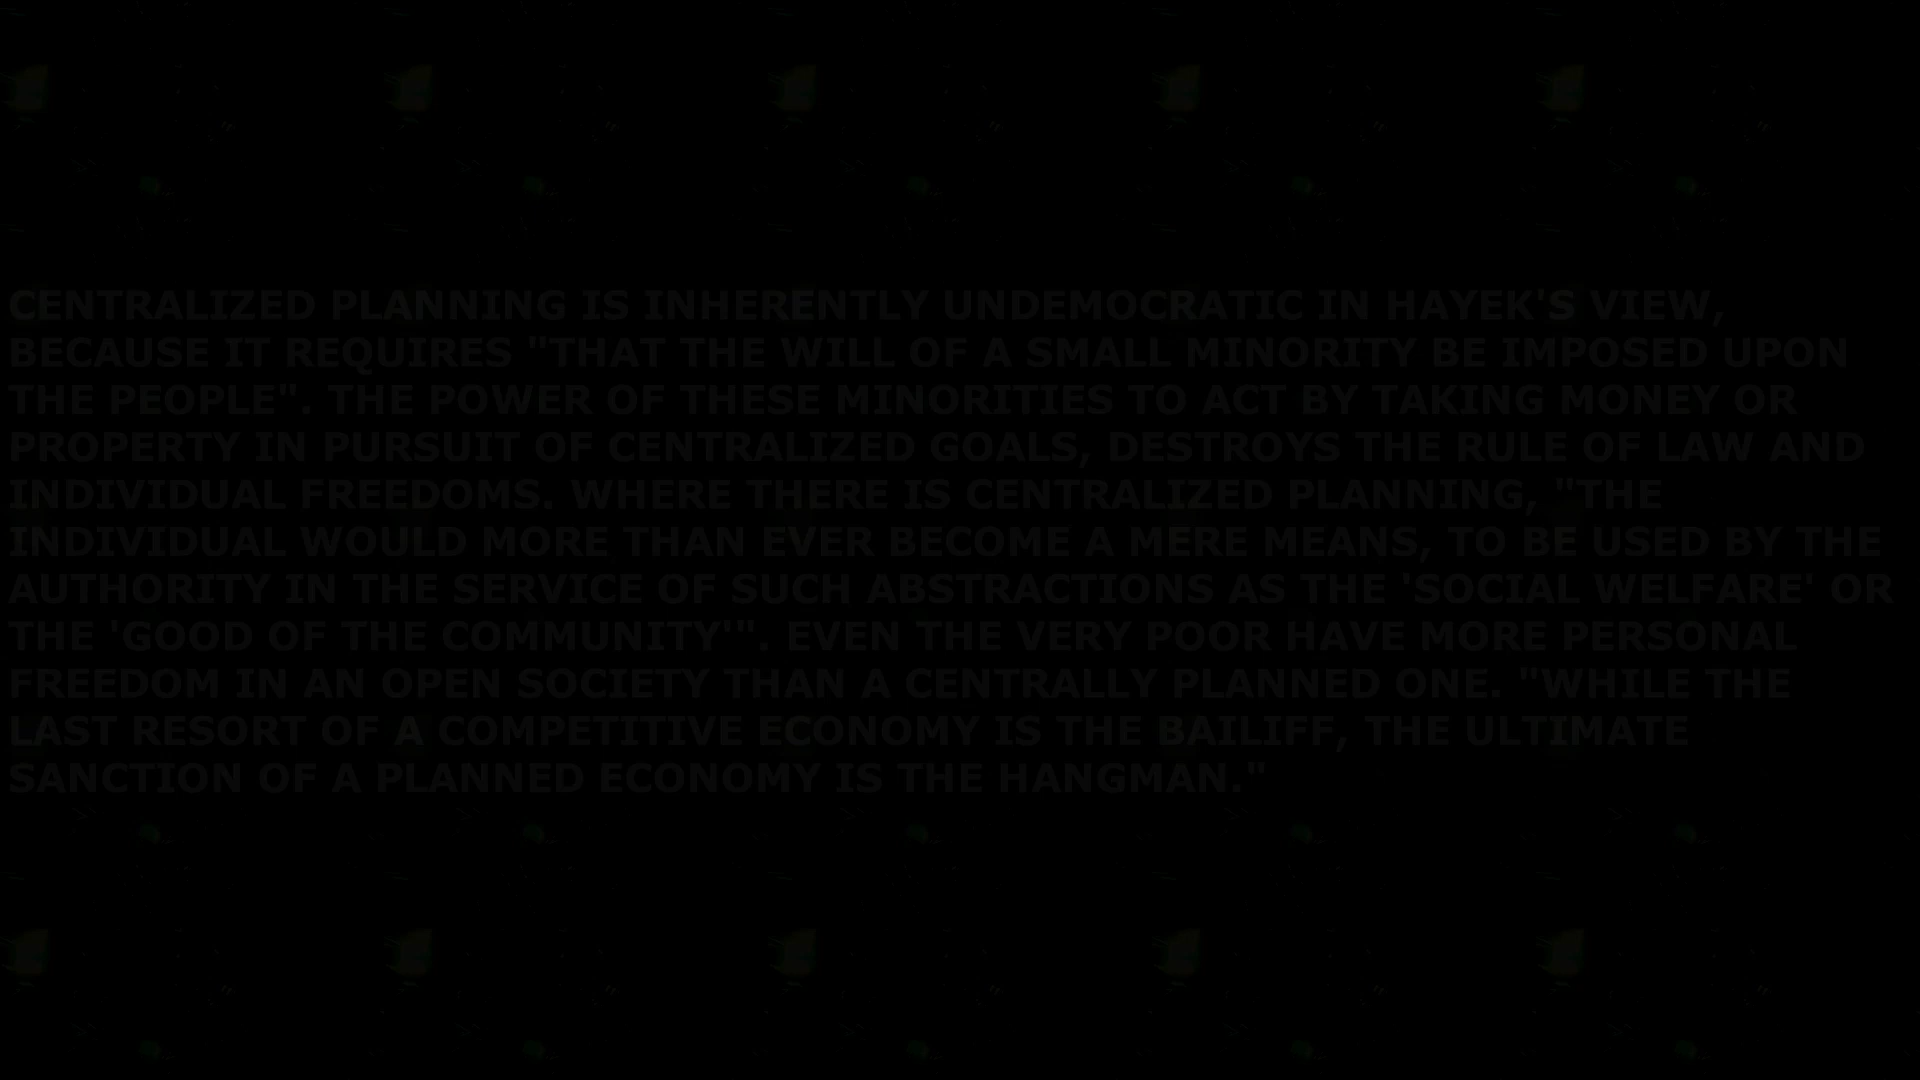 CENTRALIZED PLANNING IS INHERENTLY UNDEMOCRATIC IN HAYEK'S VIEW,
BECAUSE IT REQUIRES "THAT THE WILL OF A SMALL MINORITY BE IMPOSED UPON
THE PEOPLE". THE POWER OF THESE MINORITIES TO ACT BY TAKING MONEY OR
PROPERTY IN PURSUIT OF CENTRALIZED GOALS, DESTROYS THE RULE OF LAW AND
INDIVIDUAL FREEDOMS. WHERE THERE IS CENTRALIZED PLANNING, "THE
INDIVIDUAL WOULD MORE THAN EVER BECOME A MERE MEANS, TO BE USED BY THE
AUTHORITY IN THE SERVICE OF SUCH ABSTRACTIONS AS THE 'SOCIAL WELFARE' OR
THE 'GOOD OF THE COMMUNITY'". EVEN THE VERY POOR HAVE MORE PERSONAL
FREEDOM IN AN OPEN SOCIETY THAN A CENTRALLY PLANNED ONE. "WHILE THE
LAST RESORT OF A COMPETITIVE ECONOMY IS THE BAILIFF, THE ULTIMATE
SANCTION OF A PLANNED ECONOMY IS THE HANGMAN."